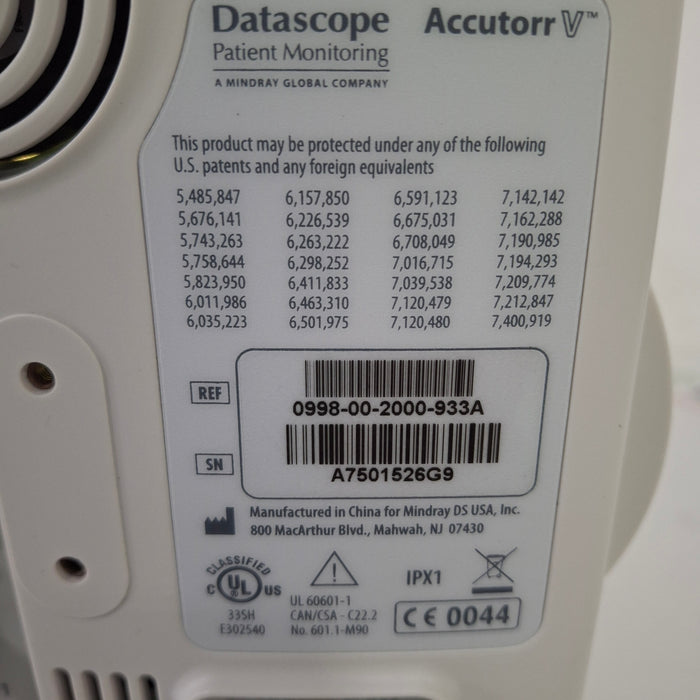 Datascope Accutorr V™
Patient Monitoring
A MINDRAY GLOBAL COMPANY
This product may be protected under any of the following
U.S. patents and any foreign equivalents
5,485,847 6,157,850 6,591,123 7,142,142
5,676,141 6,226,539 6,675,031 7,162,288
5,743,263 6,263,222 6,708,049 7,190,985
5,758,644 6,298,252 7,016,715 7,194,293
5,823,950 6,411,833 7,039,538 7,209,774
6,011,986 6,463,310 7,120,479 7,212,847
6,035,223 6,501,975 7,120,480 7,400,919
REF 0998-00-2000-933A
SN A7501526G9
Manufactured in China for Mindray DS USA, Inc.
800 MacArthur Blvd., Mahwah, NJ 07430
CLASSIFIED
C UL US
IPX1
33SH
E302540
UL 60601-1
CAN/CSA - C22.2
No. 601.1-M90
CE 0044